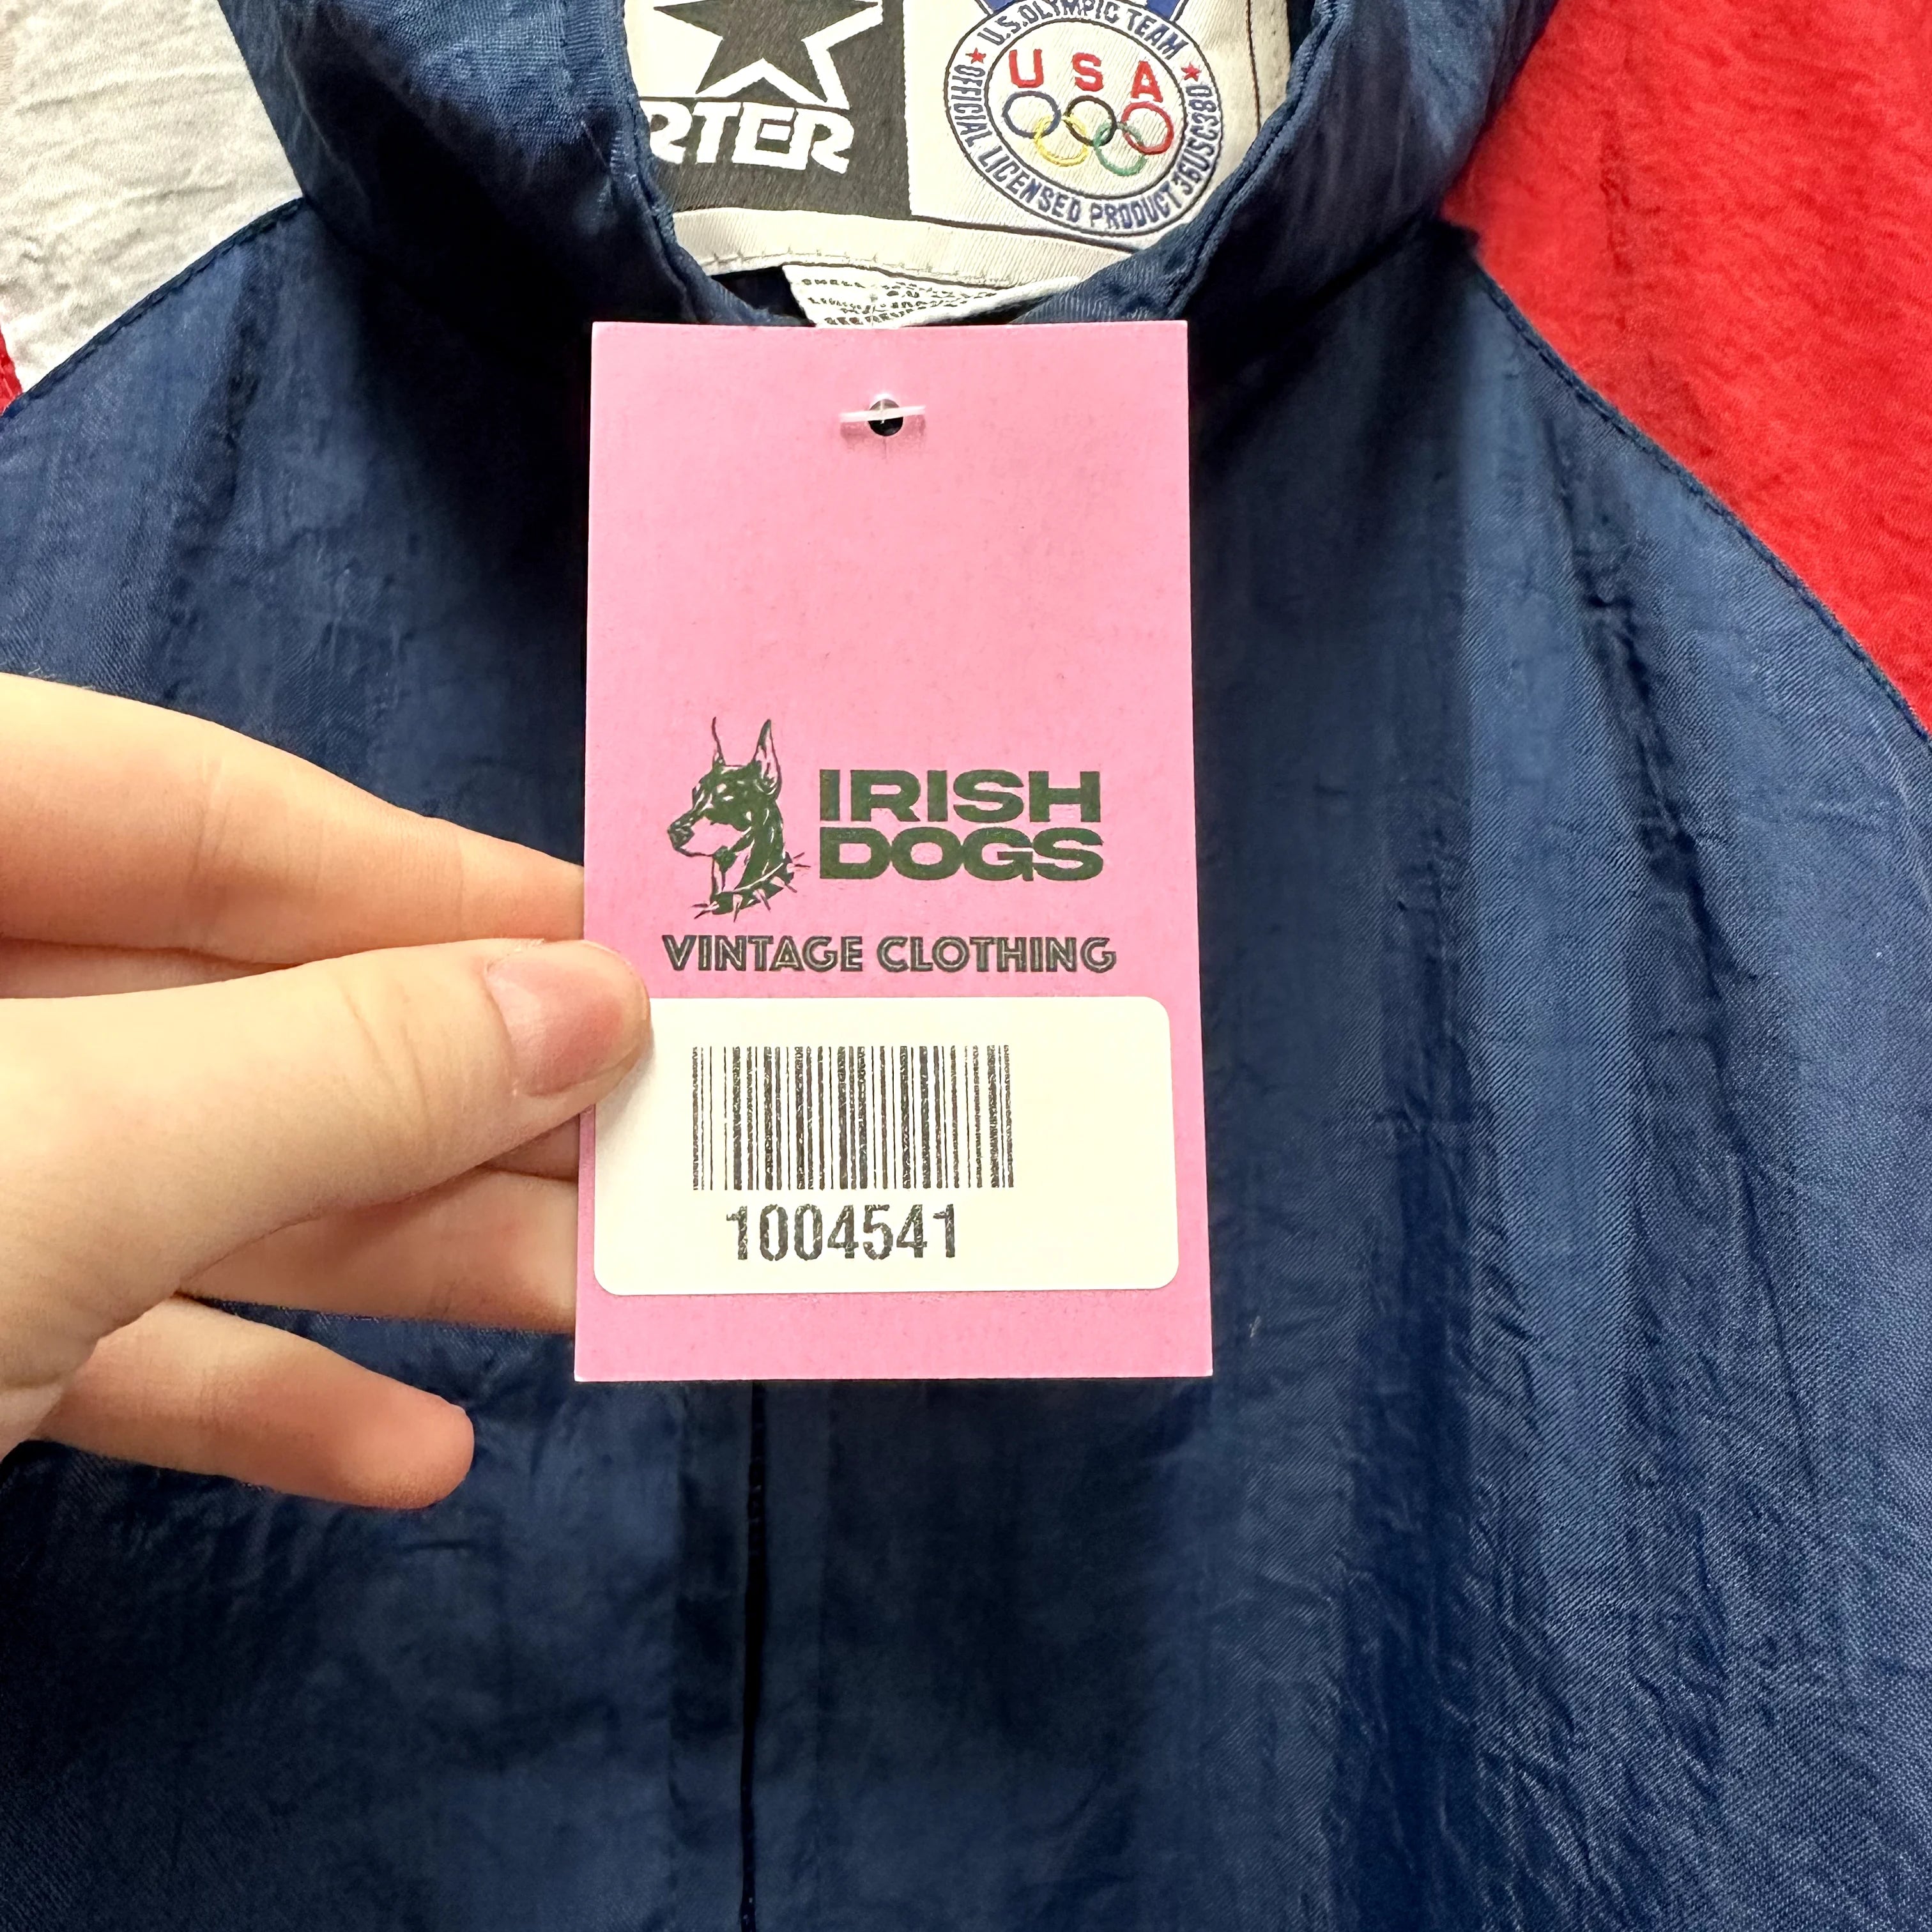 RTER
U.S. OLYMPIC TEAM
USA
OFFICIAL LICENSED PRODUCT 36USC380
IRISH
DOGS
VINTAGE CLOTHING
1004541